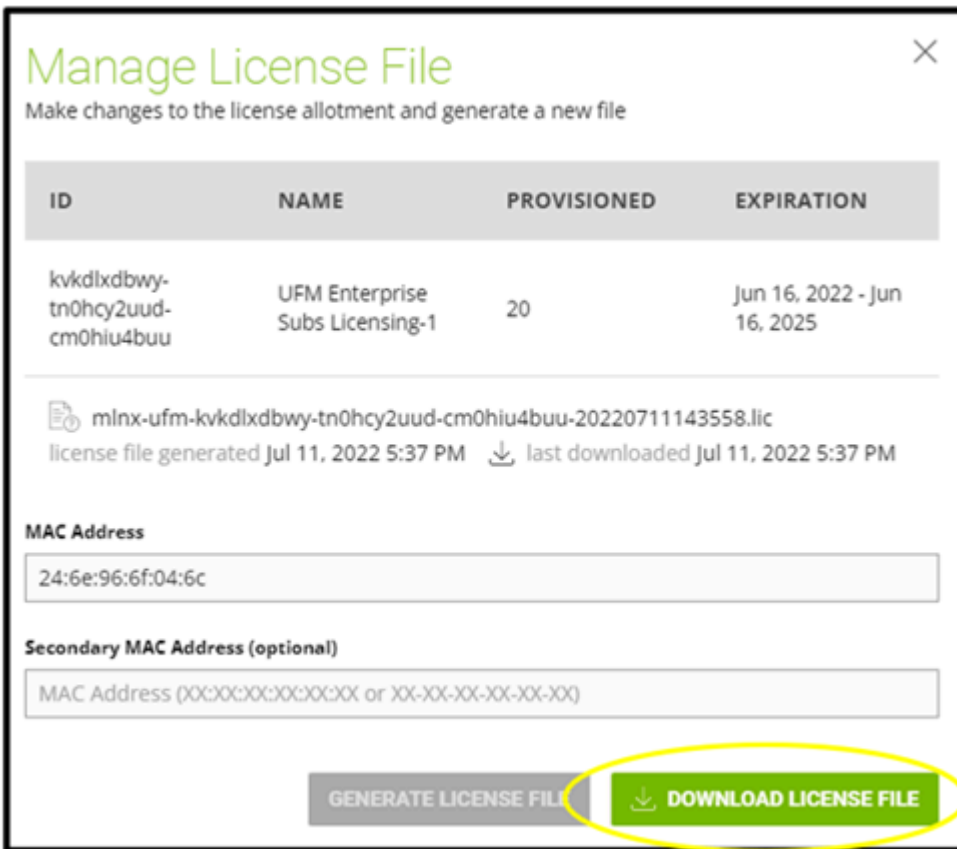 Manage License File
Make changes to the license allotment and generate a new file
ID NAME PROVISIONED EXPIRATION
kvkdlxdbwy-
tn0hcy2uud-
cm0hiu4buu
UFM Enterprise
Subs Licensing-1
20
Jun 16, 2022 - Jun
16, 2025
mlnx-ufm-kvkdlxdbwy-tn0hcy2uud-cm0hiu4buu-20220711143558.lic
license file generated Jul 11, 2022 5:37 PM last downloaded Jul 11, 2022 5:37 PM
MAC Address
24:6e:96:6f:04:6c
Secondary MAC Address (optional)
MAC Address (XX:XX:XX:XX:XX:XX or XX-XX-XX-XX-XX-XX)
GENERATE LICENSE FILE DOWNLOAD LICENSE FILE